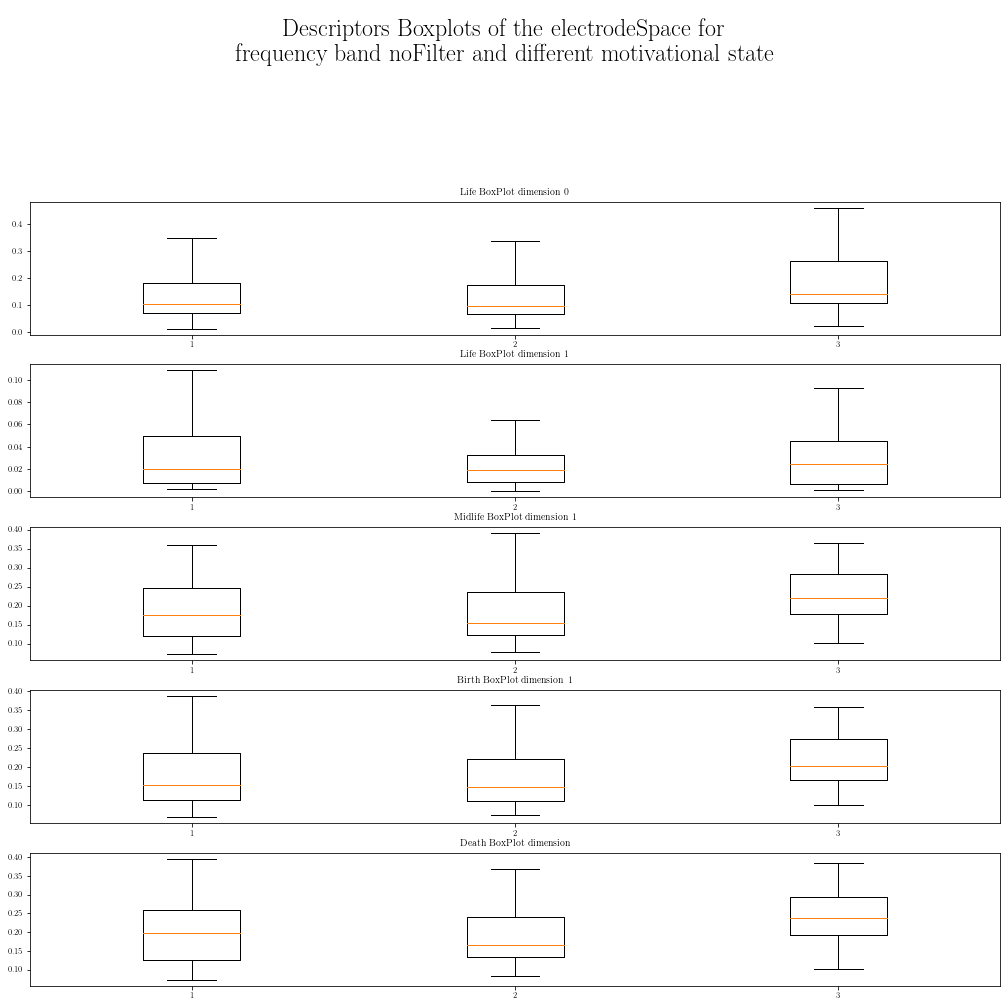 Descriptors Boxplots of the electrodeSpace for
frequency band noFilter and different motivational state
Life BoxPlot dimension 0
0.4
0.3
0.2
0.1
0.0
1 2 3
Life BoxPlot dimension 1
0.10
0.08
0.06
0.04
0.02
0.00
1 2 3
Midlife BoxPlot dimension 1
0.40
0.35
0.30
0.25
0.20
0.15
0.10
1 2 3
Birth BoxPlot dimension 1
0.40
0.35
0.30
0.25
0.20
0.15
0.10
1 2 3
Death BoxPlot dimension
0.40
0.35
0.30
0.25
0.20
0.15
0.10
1 2 3